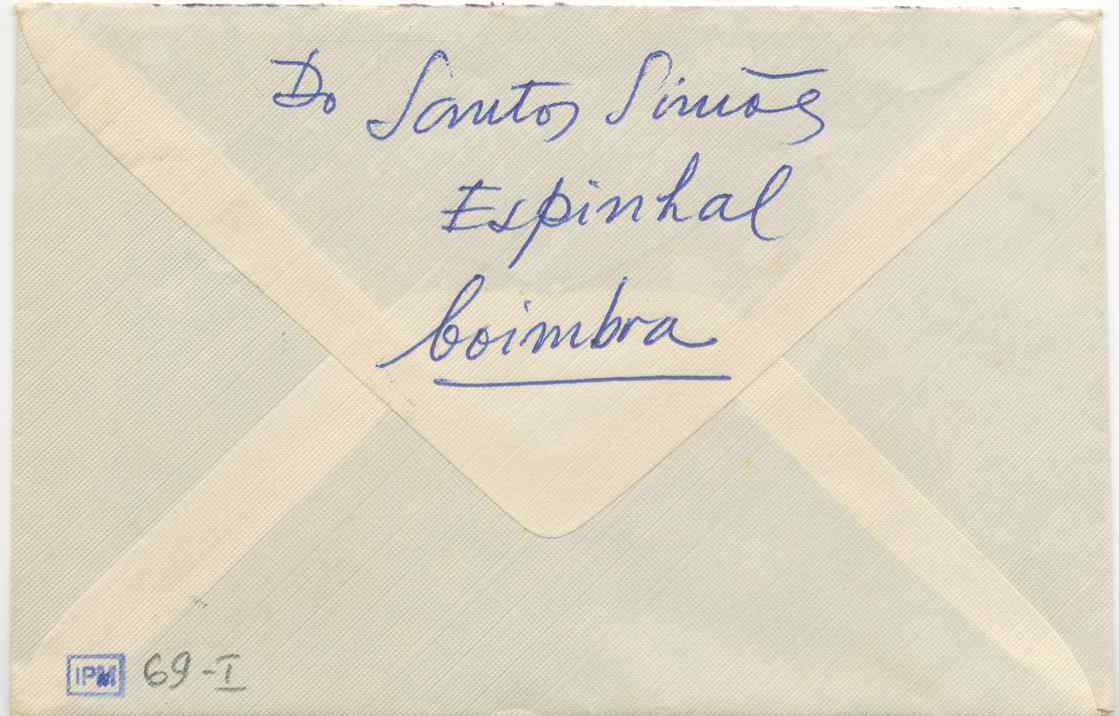 Do Santos Simões
Espinhal
Coimbra
IPM 69-I